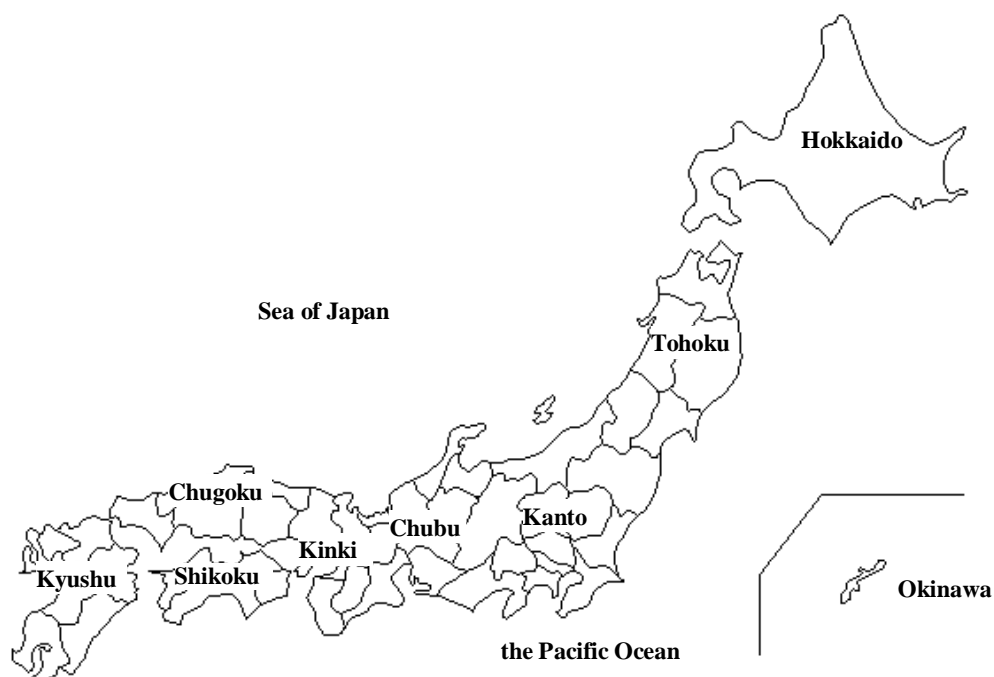 Hokkaido
Sea of Japan
Tohoku
Chugoku
Kanto
Chubu
Kinki
Shikoku
Kyushu
Okinawa
the Pacific Ocean